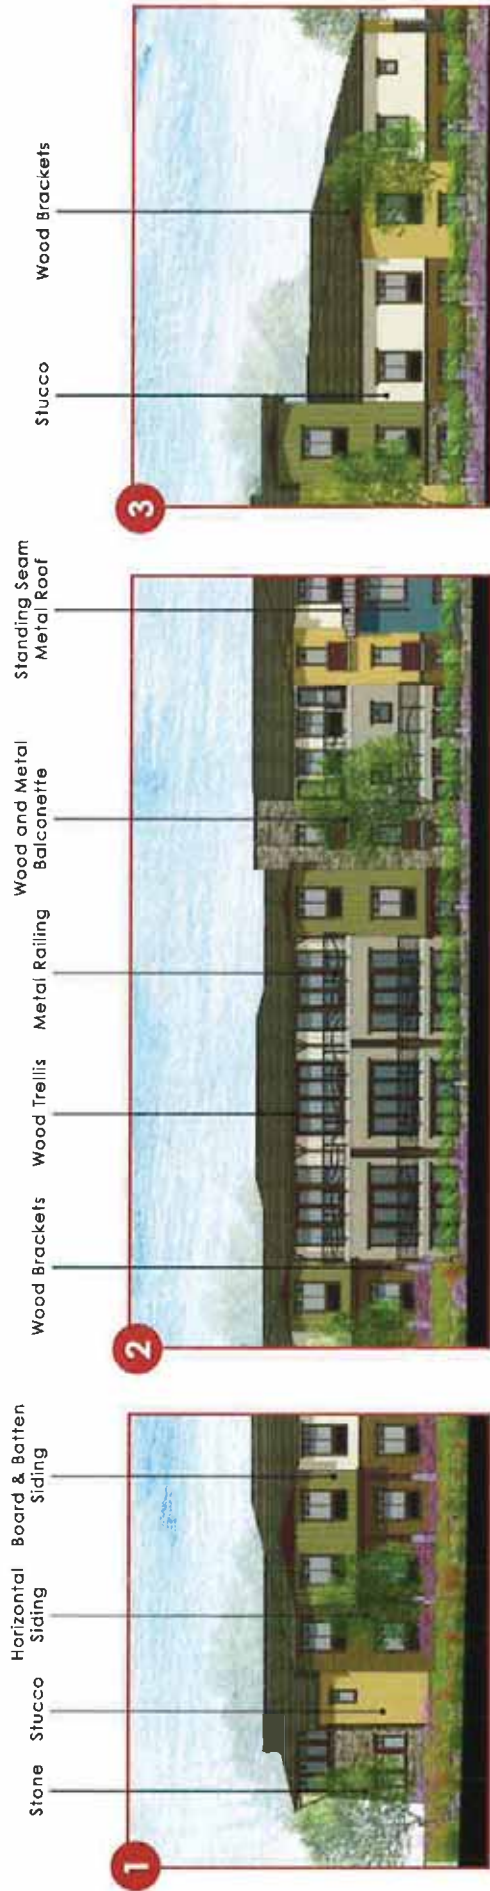 1
Stone
Stucco
Horizontal
Siding
Board & Batten
Siding
2
Wood Brackets
Wood Trellis
Metal Railing
Wood and Metal
Balconette
Standing Seam
Metal Roof
3
Stucco
Wood Brackets